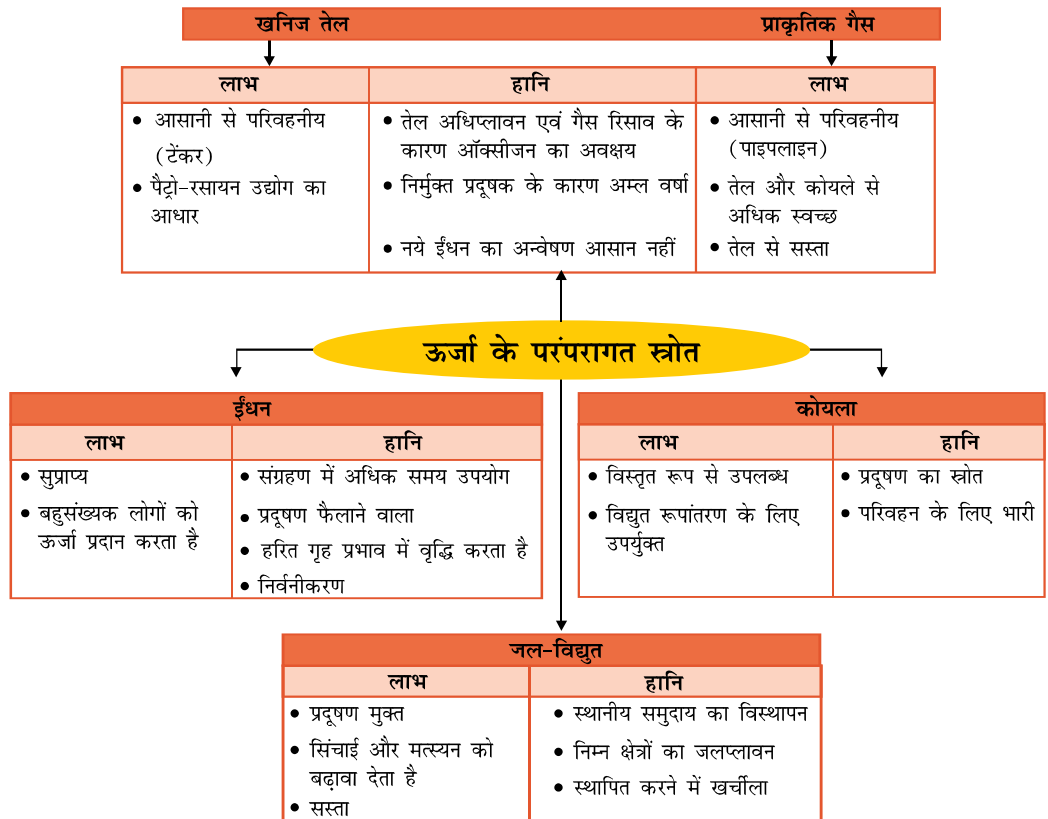 खनिज तेल
प्राकृतिक गैस
लाभ
हानि
लाभ
• आसानी से परिवहनीय
(टेंकर)
• पैट्रो-रसायन उद्योग का
आधार
• तेल अधिप्लावन एवं गैस रिसाव के
कारण ऑक्सीजन का अवक्षय
• निर्मुक्त प्रदूषक के कारण अम्ल वर्षा
• नये ईंधन का अन्वेषण आसान नहीं
• आसानी से परिवहनीय
(पाइपलाइन)
• तेल और कोयले से
अधिक स्वच्छ
• तेल से सस्ता
ऊर्जा के परंपरागत स्त्रोत
ईंधन
लाभ
हानि
• सुप्राप्य
• बहुसंख्यक लोगों को
ऊर्जा प्रदान करता है
• संग्रहण में अधिक समय उपयोग
• प्रदूषण फैलाने वाला
• हरित गृह प्रभाव में वृद्धि करता है
• निर्वनीकरण
कोयला
लाभ
हानि
• विस्तृत रूप से उपलब्ध
• विद्युत रूपांतरण के लिए
उपर्युक्त
• प्रदूषण का स्त्रोत
• परिवहन के लिए भारी
जल-विद्युत
लाभ
हानि
• प्रदूषण मुक्त
• सिंचाई और मत्स्यन को
बढ़ावा देता है
• सस्ता
• स्थानीय समुदाय का विस्थापन
• निम्न क्षेत्रों का जलप्लावन
• स्थापित करने में खर्चीला